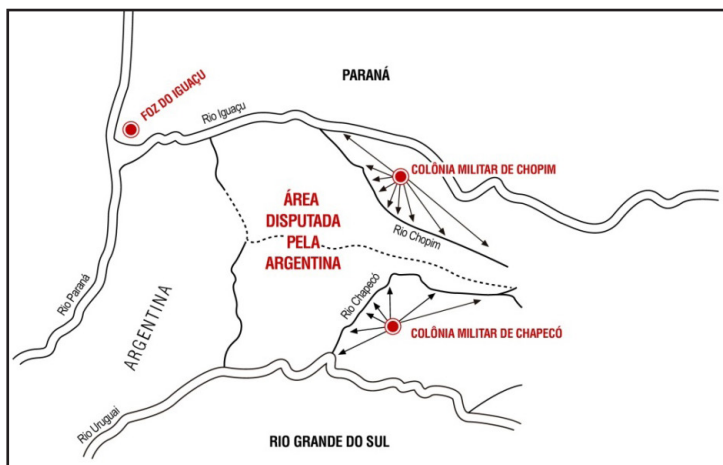 PARANÁ
FOZ DO IGUAÇU
Rio Iguaçu
COLÔNIA MILITAR DE CHOPIM
ÁREA
DISPUTADA
PELA
ARGENTINA
Rio Chopim
Rio Paraná
ARGENTINA
Rio Chapecó
COLÔNIA MILITAR DE CHAPECÓ
Rio Uruguai
RIO GRANDE DO SUL